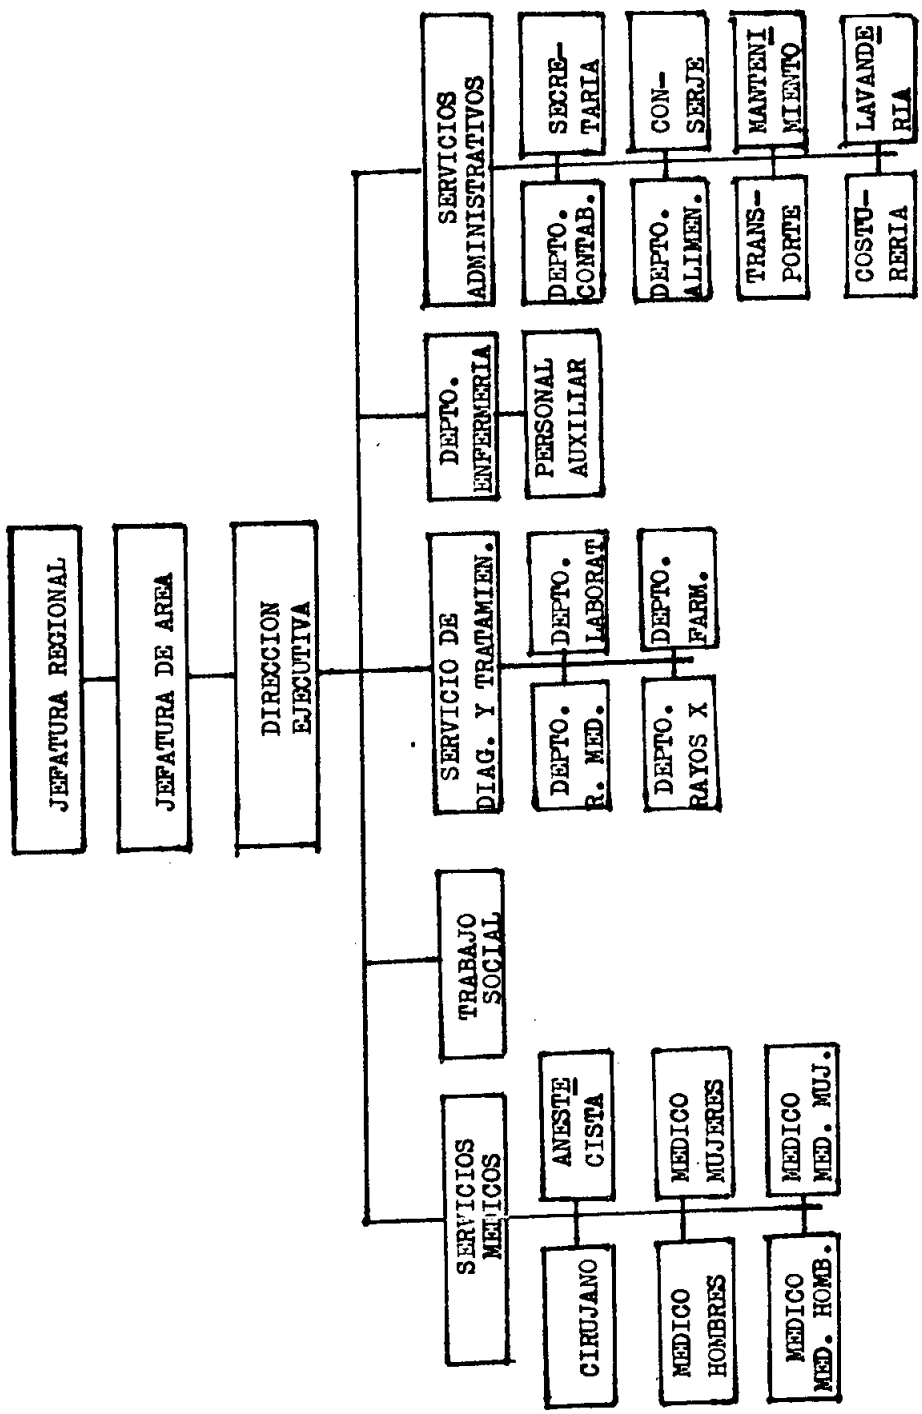 JEFATURA REGIONAL
JEFATURA DE AREA
DIRECCION
EJECUTIVA
SERVICIOS
MEDICOS
TRABAJO
SOCIAL
SERVICIO DE
DIAG. Y TRATAMIEN.
DEPTO.
ENFERMERIA
SERVICIOS
ADMINISTRATIVOS
CIRUJANO
ANESTE
CISTA
MEDICO
HOMBRES
MEDICO
MUJERES
MEDICO
MED. HOMB.
MEDICO
MED. MUJ.
DEPTO.
R. MED.
DEPTO.
LABORAT.
DEPTO.
RAYOS X
DEPTO.
FARM.
PERSONAL
AUXILIAR
DEPTO.
CONTAB.
SECRE-
TARIA
DEPTO.
ALIMEN.
CON-
SERJE
TRANS-
PORTE
MANTENI
MIENTO
COSTU-
RERIA
LAVANDE
RIA